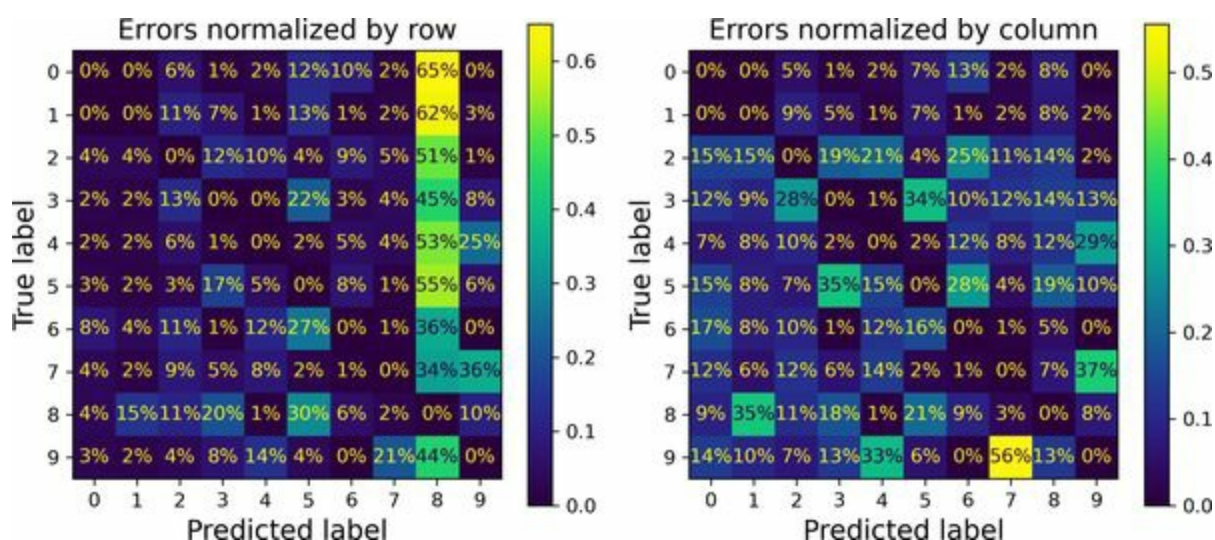 Errors normalized by row
0 0% 0% 6% 1% 2% 12% 10% 2% 65% 0%
1 0% 0% 11% 7% 1% 13% 1% 2% 62% 3%
2 4% 4% 0% 12% 10% 4% 9% 5% 51% 1%
3 2% 2% 13% 0% 0% 22% 3% 4% 45% 8%
4 2% 2% 6% 1% 0% 2% 5% 4% 53% 25%
5 3% 2% 3% 17% 5% 0% 8% 1% 55% 6%
6 8% 4% 11% 1% 12% 27% 0% 1% 36% 0%
7 4% 2% 9% 5% 8% 2% 1% 0% 34% 36%
8 4% 15% 11% 20% 1% 30% 6% 2% 0% 10%
9 3% 2% 4% 8% 14% 4% 0% 21% 44% 0%
0 1 2 3 4 5 6 7 8 9
Predicted label
True label
0.6
0.5
0.4
0.3
0.2
0.1
0.0
Errors normalized by column
0 0% 0% 5% 1% 2% 7% 13% 2% 8% 0%
1 0% 0% 9% 5% 1% 7% 1% 2% 8% 2%
2 15% 15% 0% 19% 21% 4% 25% 11% 14% 2%
3 12% 9% 28% 0% 1% 34% 10% 12% 14% 13%
4 7% 8% 10% 2% 0% 2% 12% 8% 12% 29%
5 15% 8% 7% 35% 15% 0% 28% 4% 19% 10%
6 17% 8% 10% 1% 12% 16% 0% 1% 5% 0%
7 12% 6% 12% 6% 14% 2% 1% 0% 7% 37%
8 9% 35% 11% 18% 1% 21% 9% 3% 0% 8%
9 14% 10% 7% 13% 33% 6% 0% 56% 13% 0%
0 1 2 3 4 5 6 7 8 9
Predicted label
True label
0.5
0.4
0.3
0.2
0.1
0.0